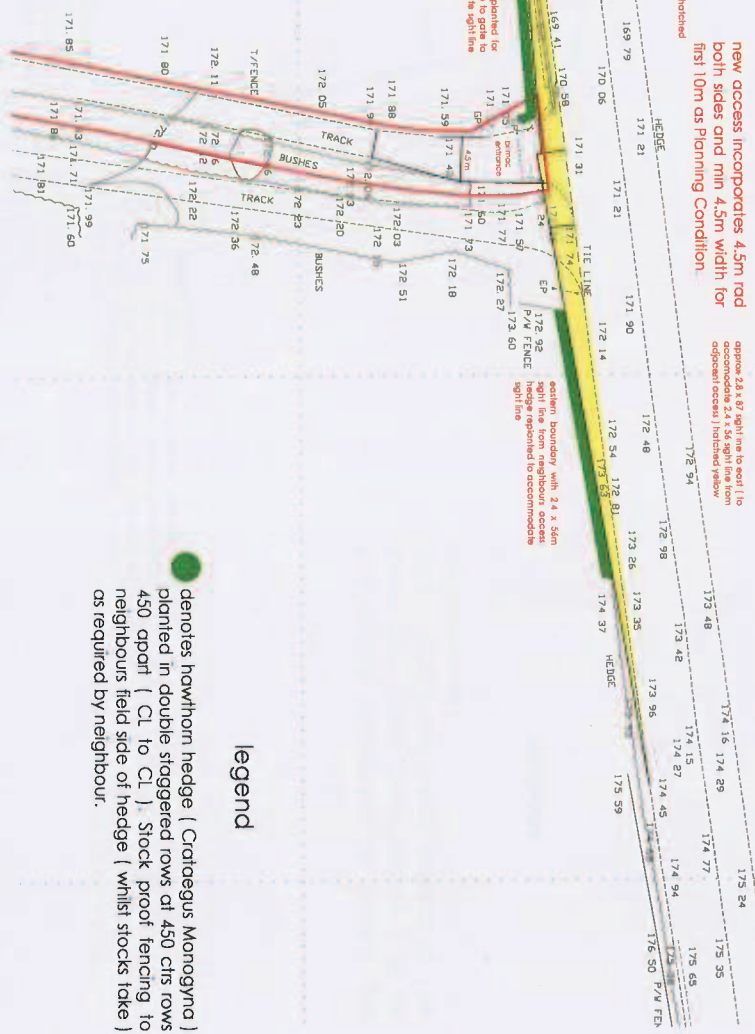 hatched
new access incorporates 4.5m rad
both sides and min 4.5m width for
first 10m as Planning Condition
approx 2.8 x 87 sight line to east ( to
accomodate 2.4 x 56 sight line from
adjacent access ) hatched yellow
planted for
to gate to
sight line
169 41
170 58
169 79
170 06
HEDGE
171 21
171 31
171 21
171 90
172 14
172 48
172 94
172 54
172 81
173 63
172 98
173 26
173 35
173 48
173 42
173 96
174 16
174 15
174 27
174 29
174 45
174 77
174 94
175 24
175 35
175 65
176 50 P/W
174 37
HEDGE
175 59
TIE LINE
171 74
EP
172. 92
P/W FENCE
173. 60
172. 27
eastern boundary with 2.4 x 56m
sight line from neighbours access
hedge replanted to accommodate
sight line
GP
bitmac
entrance
4.5m
171. 59
171. 88
172 05
T/FENCE
172. 11
171 80
171. 85
TRACK
BUSHES
TRACK
171. 77
171. 73
172. 18
172. 03
172. 51
172. 20
BUSHES
172. 36
172. 22
171 75
171. 99
171. 71
171. 60
171. 81
legend
denotes hawthorn hedge ( Crataegus Monogyna )
planted in double staggered rows at 450 ctrs rows
450 apart ( CL to CL ). Stock proof fencing to
neighbours field side of hedge ( whilst stocks take )
as required by neighbour.